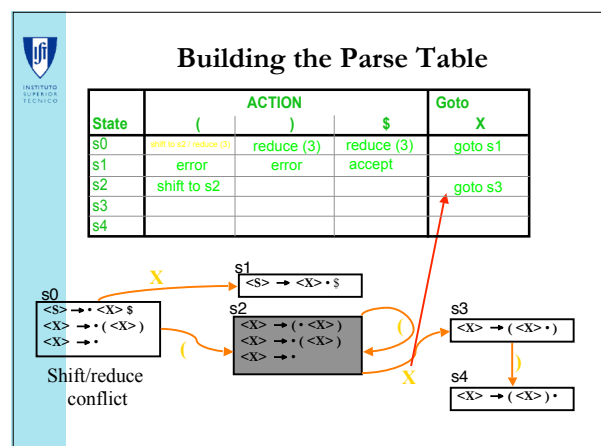 INSTITUTO
SUPERIOR
TECNICO
Building the Parse Table
ACTION Goto
State ( ) $ X
s0 shift to s2 / reduce (3) reduce (3) reduce (3) goto s1
s1 error error accept
s2 shift to s2 goto s3
s3
s4
s0
<S> → • <X> $
<X> → • ( <X> )
<X> → •
Shift/reduce
conflict
X
(
s1
<S> → <X> • $
s2
<X> → ( • <X> )
<X> → • ( <X> )
<X> → •
(
X
s3
<X> → ( <X> • )
)
s4
<X> → ( <X> ) •